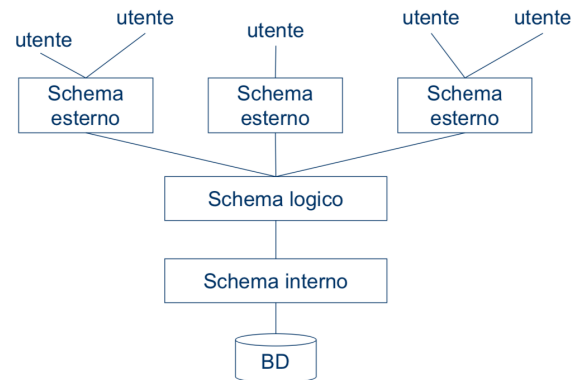 utente
utente
utente
utente
utente
Schema
esterno
Schema
esterno
Schema
esterno
Schema logico
Schema interno
BD